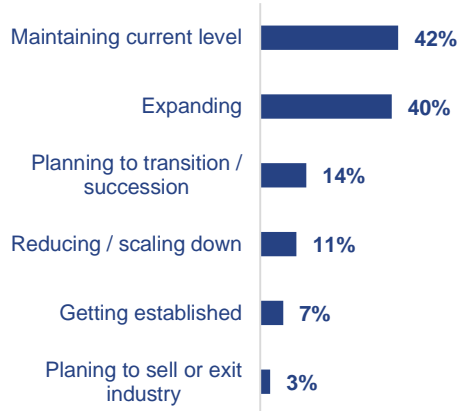 Maintaining current level 42%
Expanding 40%
Planning to transition /
succession 14%
Reducing / scaling down 11%
Getting established 7%
Planing to sell or exit
industry 3%